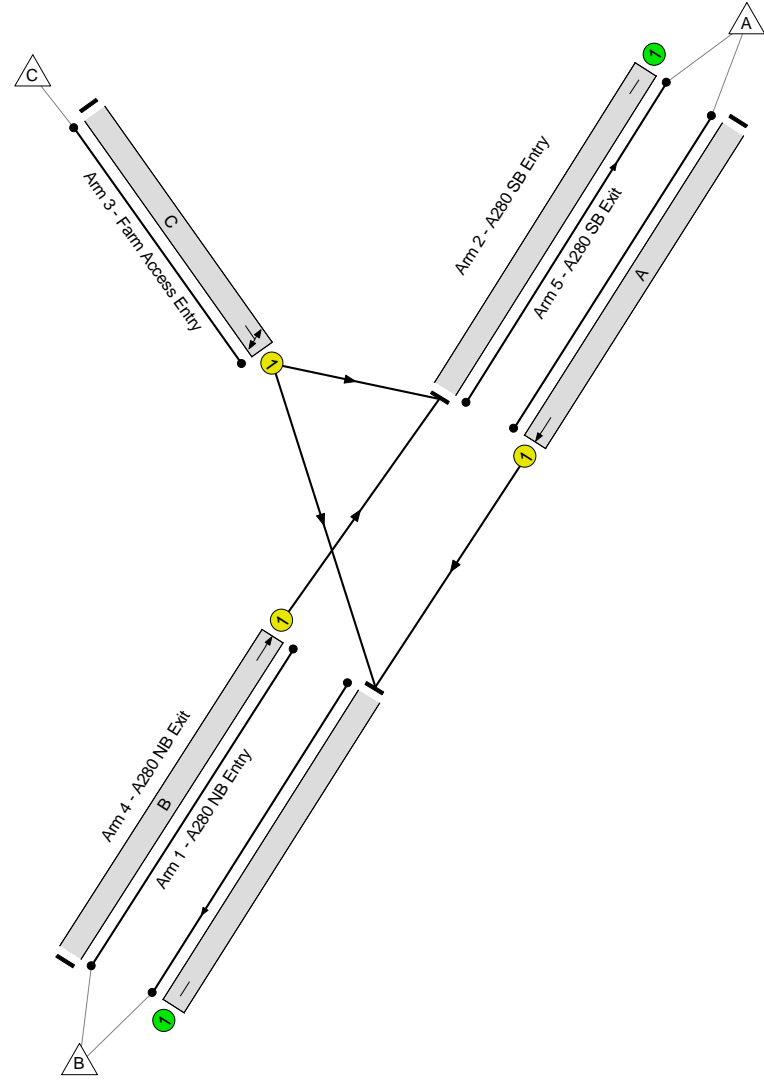 A
1
C
Arm 2 - A280 SB Entry
Arm 5 - A280 SB Exit
A
Arm 3 - Farm Access Entry
C
1
1
1
Arm 4 - A280 NB Exit
B
Arm 1 - A280 NB Entry
1
B